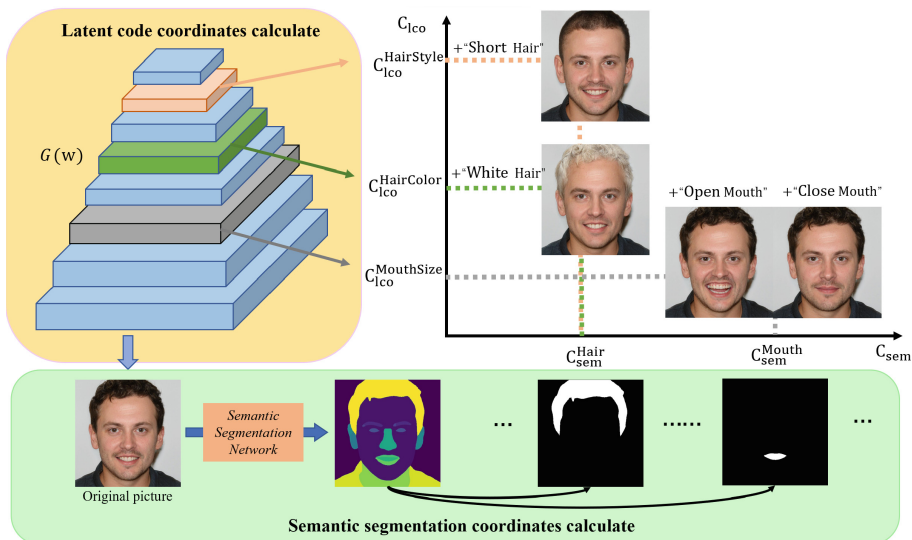 Latent code coordinates calculate
G(w)
C_lco
C_lco^HairStyle
+"Short Hair"
C_lco^HairColor
+"White Hair"
+"Open Mouth" +"Close Mouth"
C_lco^MouthSize
C_sem^Hair
C_sem^Mouth
C_sem
Semantic
Segmentation
Network
...
......
...
Original picture
Semantic segmentation coordinates calculate